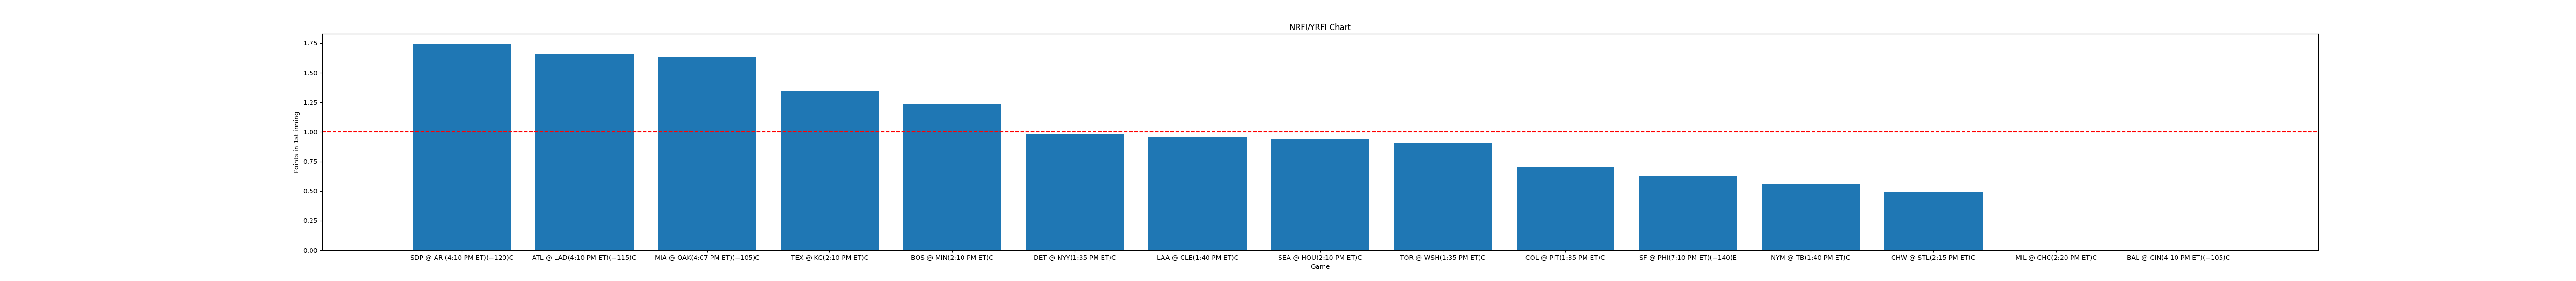 NRFI/YRFI Chart
Points in 1st inning
1.75
1.50
1.25
1.00
0.75
0.50
0.25
0.00
SDP @ ARI(4:10 PM ET)(−120)C
ATL @ LAD(4:10 PM ET)(−115)C
MIA @ OAK(4:07 PM ET)(−105)C
TEX @ KC(2:10 PM ET)C
BOS @ MIN(2:10 PM ET)C
DET @ NYY(1:35 PM ET)C
LAA @ CLE(1:40 PM ET)C
SEA @ HOU(2:10 PM ET)C
TOR @ WSH(1:35 PM ET)C
COL @ PIT(1:35 PM ET)C
SF @ PHI(7:10 PM ET)(−140)E
NYM @ TB(1:40 PM ET)C
CHW @ STL(2:15 PM ET)C
MIL @ CHC(2:20 PM ET)C
BAL @ CIN(4:10 PM ET)(−105)C
Game